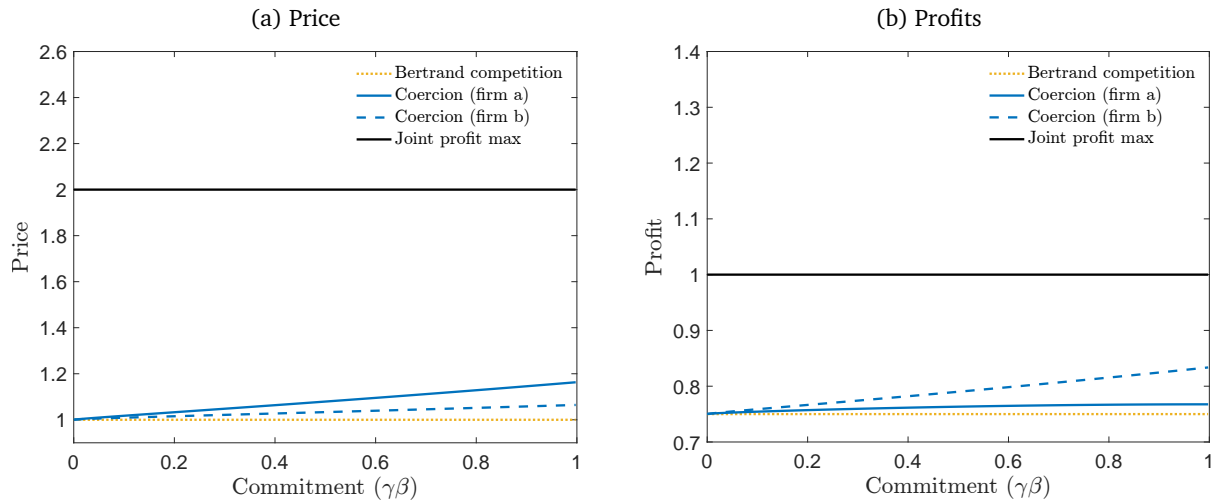 (a) Price
2.6
2.4
2.2
2
1.8
1.6
1.4
1.2
1
Price
Bertrand competition
Coercion (firm a)
Coercion (firm b)
Joint profit max
0 0.2 0.4 0.6 0.8 1
Commitment (γβ)
(b) Profits
1.4
1.3
1.2
1.1
1
0.9
0.8
0.7
Profit
Bertrand competition
Coercion (firm a)
Coercion (firm b)
Joint profit max
0 0.2 0.4 0.6 0.8 1
Commitment (γβ)